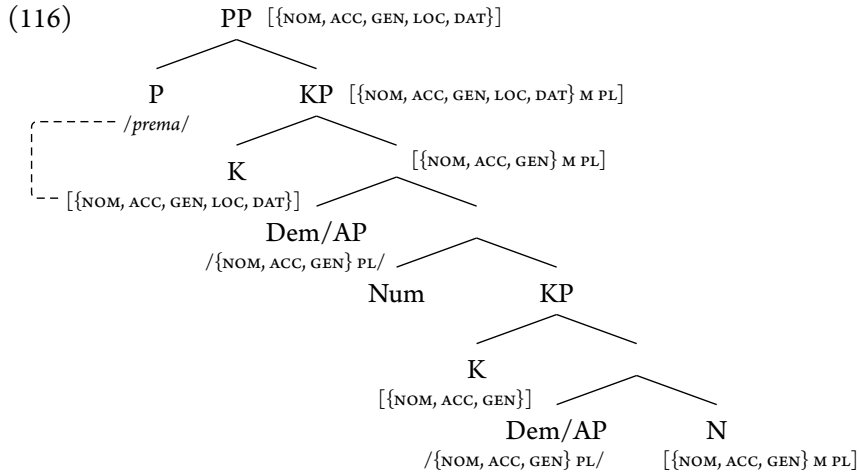 (116)
PP [{NOM, ACC, GEN, LOC, DAT}]
P KP [{NOM, ACC, GEN, LOC, DAT} M PL]
/prema/
K [{NOM, ACC, GEN} M PL]
[{NOM, ACC, GEN, LOC, DAT}]
Dem/AP
/{NOM, ACC, GEN} PL/
Num KP
K
[{NOM, ACC, GEN}]
Dem/AP N
/{NOM, ACC, GEN} PL/ [{NOM, ACC, GEN} M PL]